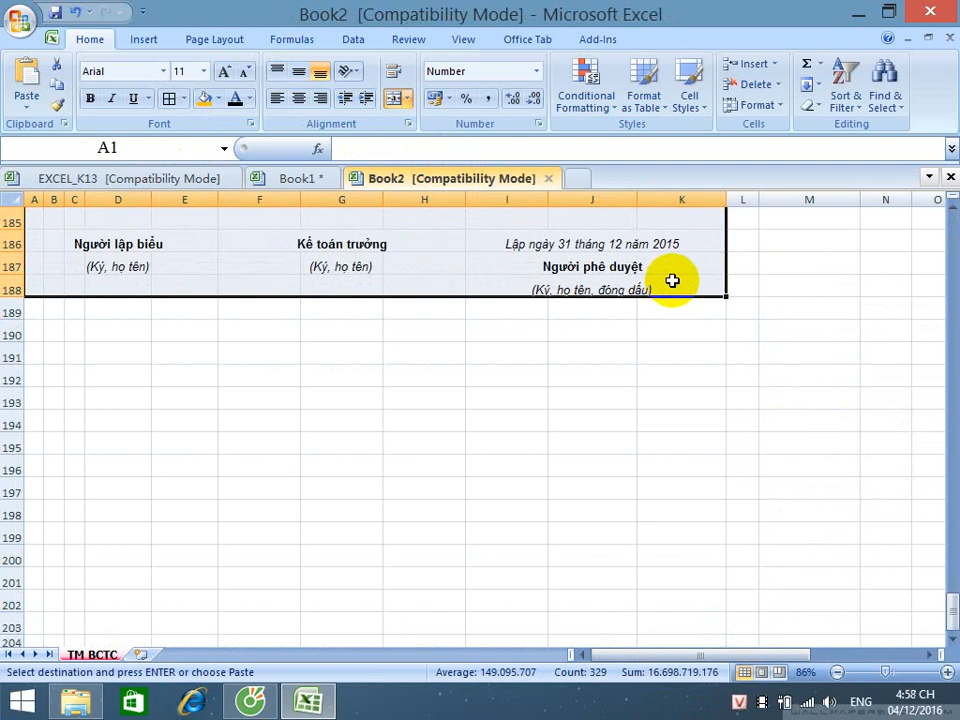 Book2 [Compatibility Mode] - Microsoft Excel
Home Insert Page Layout Formulas Data Review View Office Tab Add-Ins
Paste
Arial 11
B I U A
Number
Conditional Formatting
Format as Table
Cell Styles
Insert
Delete
Format
Sort & Filter
Find & Select
Clipboard Font Alignment Number Styles Cells Editing
A1 fx
EXCEL_K13 [Compatibility Mode] Book1 * Book2 [Compatibility Mode]
A B C D E F G H I J K L M N O
185
186 Người lập biểu Kế toán trưởng Lập ngày 31 tháng 12 năm 2015
187 (Ký, họ tên) (Ký, họ tên) Người phê duyệt
188 (Ký, họ tên, đóng dấu)
189
190
191
192
193
194
195
196
197
198
199
200
201
202
203
204
TM BCTC
Select destination and press ENTER or choose Paste Average: 149.095.707 Count: 329 Sum: 16.698.719.176 86%
ENG 4:58 CH
04/12/2016